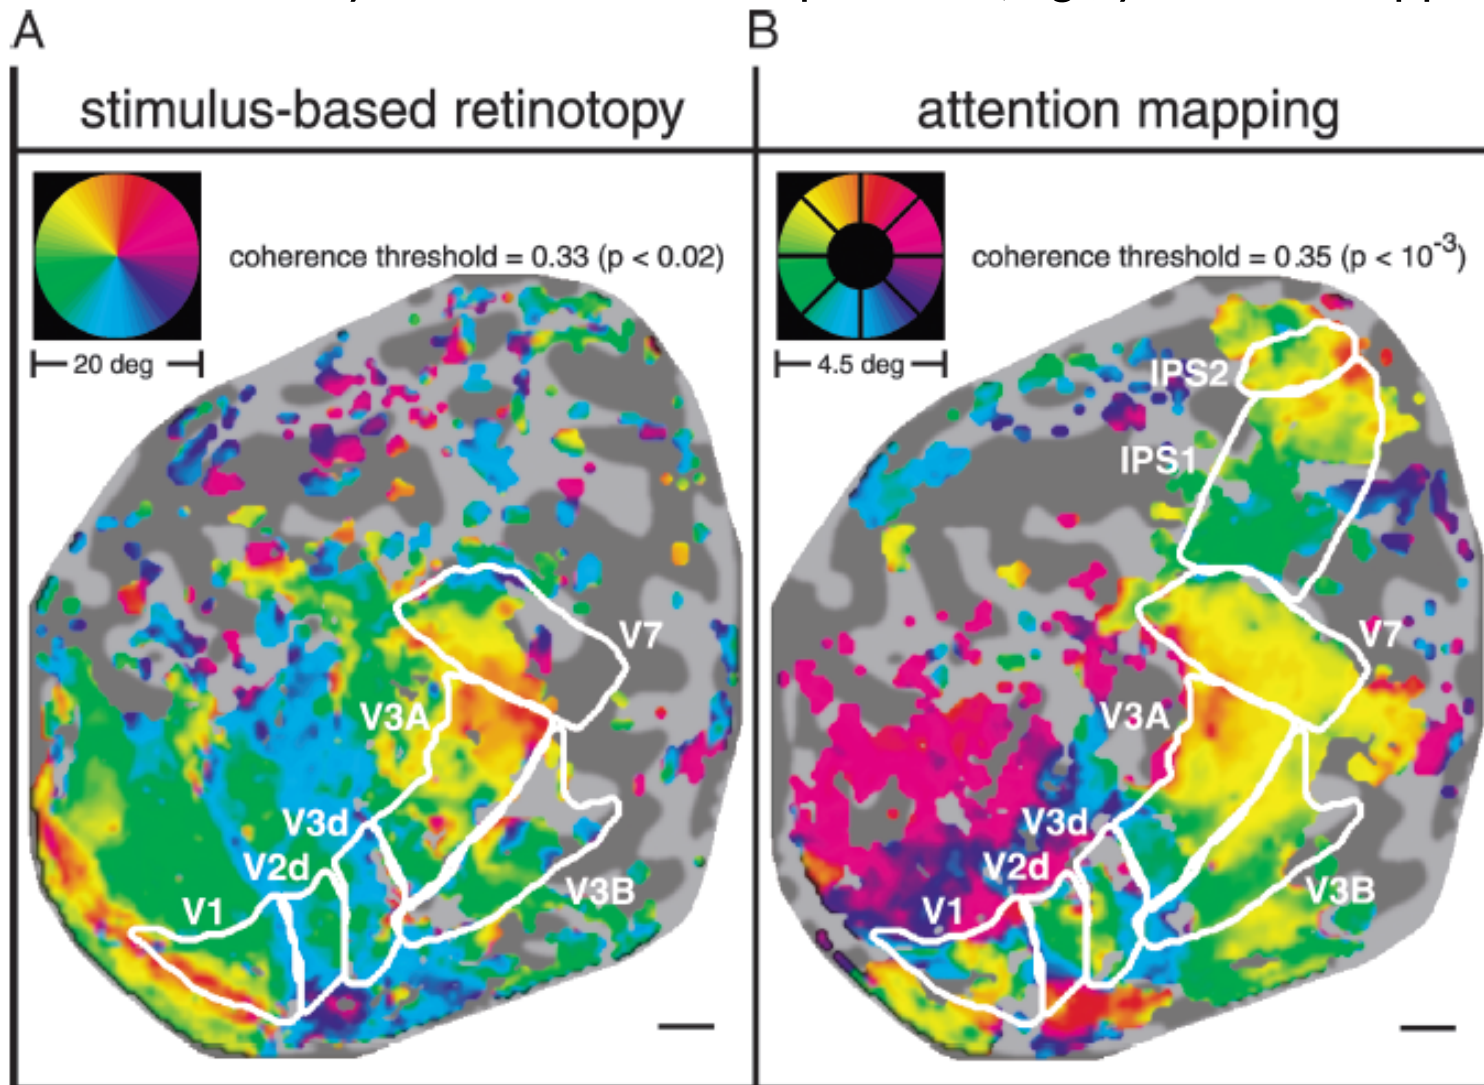 A
B
stimulus-based retinotopy
attention mapping
coherence threshold = 0.33 (p < 0.02)
20 deg
V7
V3A
V3d
V2d
V1
V3B
coherence threshold = 0.35 (p < 10-3)
4.5 deg
IPS2
IPS1
V7
V3A
V3d
V2d
V1
V3B